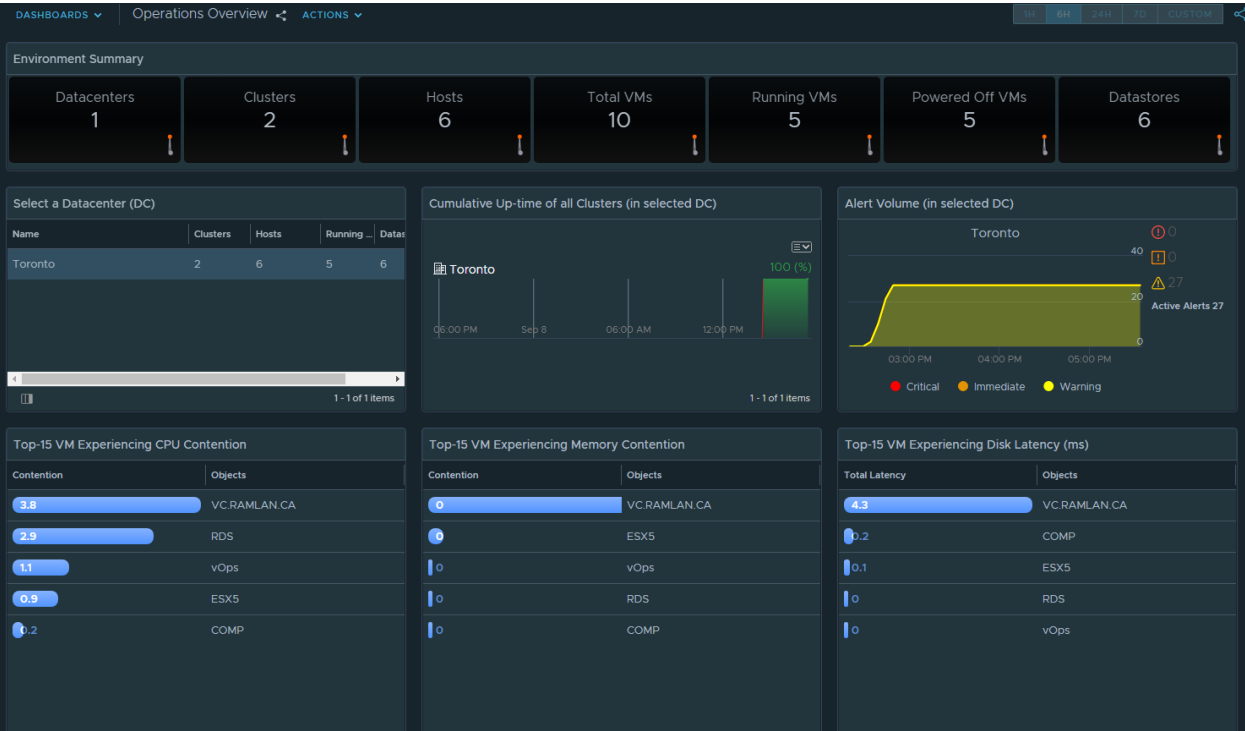 DASHBOARDS Operations Overview ACTIONS 1H 6H 24H 7D CUSTOM
Environment Summary
Datacenters Clusters Hosts Total VMs Running VMs Powered Off VMs Datastores
1 2 6 10 5 5 6
Select a Datacenter (DC)
Name Clusters Hosts Running ... Datas
Toronto 2 6 5 6
1 - 1 of 1 items
Cumulative Up-time of all Clusters (in selected DC)
Toronto 100 (%)
06:00 PM Sep 8 06:00 AM 12:00 PM
1 - 1 of 1 items
Alert Volume (in selected DC)
Toronto
0
0
27
Active Alerts 27
40
20
0
03:00 PM 04:00 PM 05:00 PM
Critical Immediate Warning
Top-15 VM Experiencing CPU Contention
Contention Objects
3.8 VC.RAMLAN.CA
2.9 RDS
1.1 vOps
0.9 ESX5
0.2 COMP
Top-15 VM Experiencing Memory Contention
Contention Objects
0 VC.RAMLAN.CA
0 ESX5
0 vOps
0 RDS
0 COMP
Top-15 VM Experiencing Disk Latency (ms)
Total Latency Objects
4.3 VC.RAMLAN.CA
0.2 COMP
0.1 ESX5
0 RDS
0 vOps